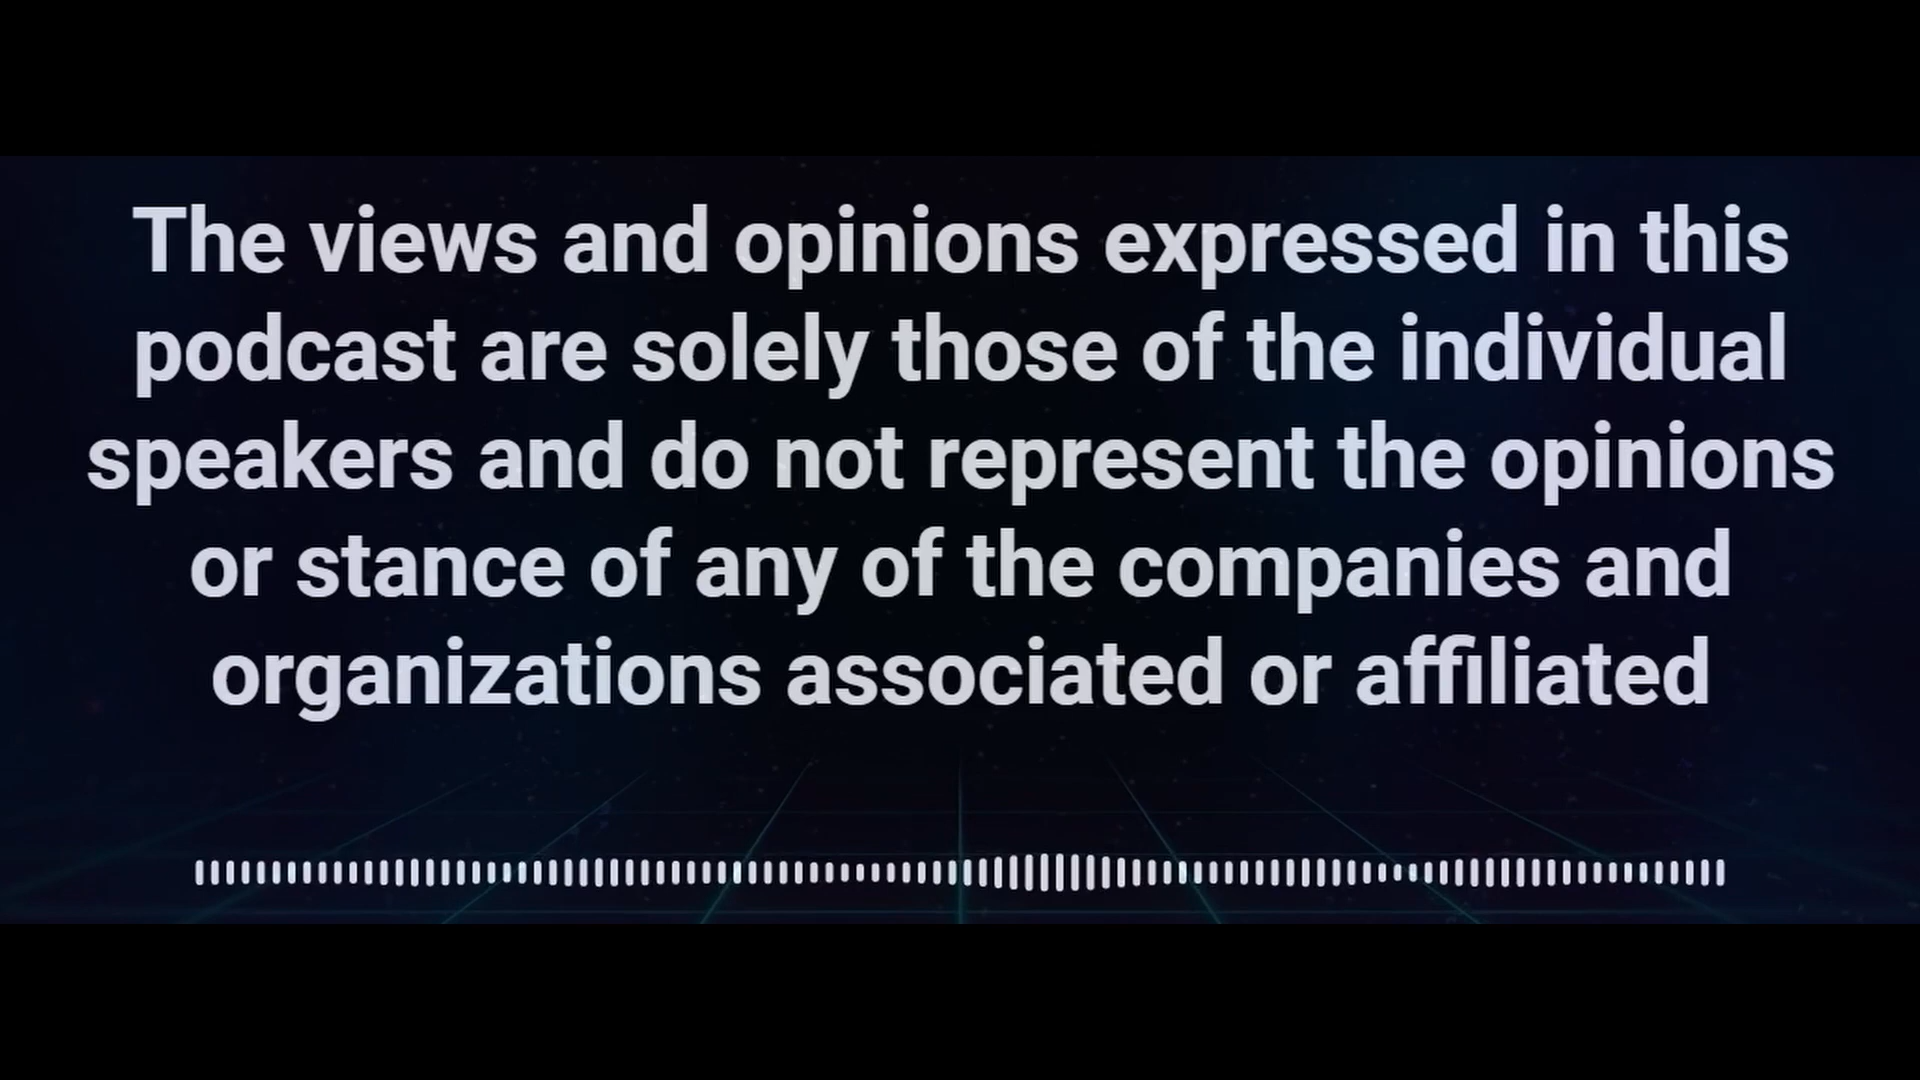 The views and opinions expressed in this
podcast are solely those of the individual
speakers and do not represent the opinions
or stance of any of the companies and
organizations associated or affiliated